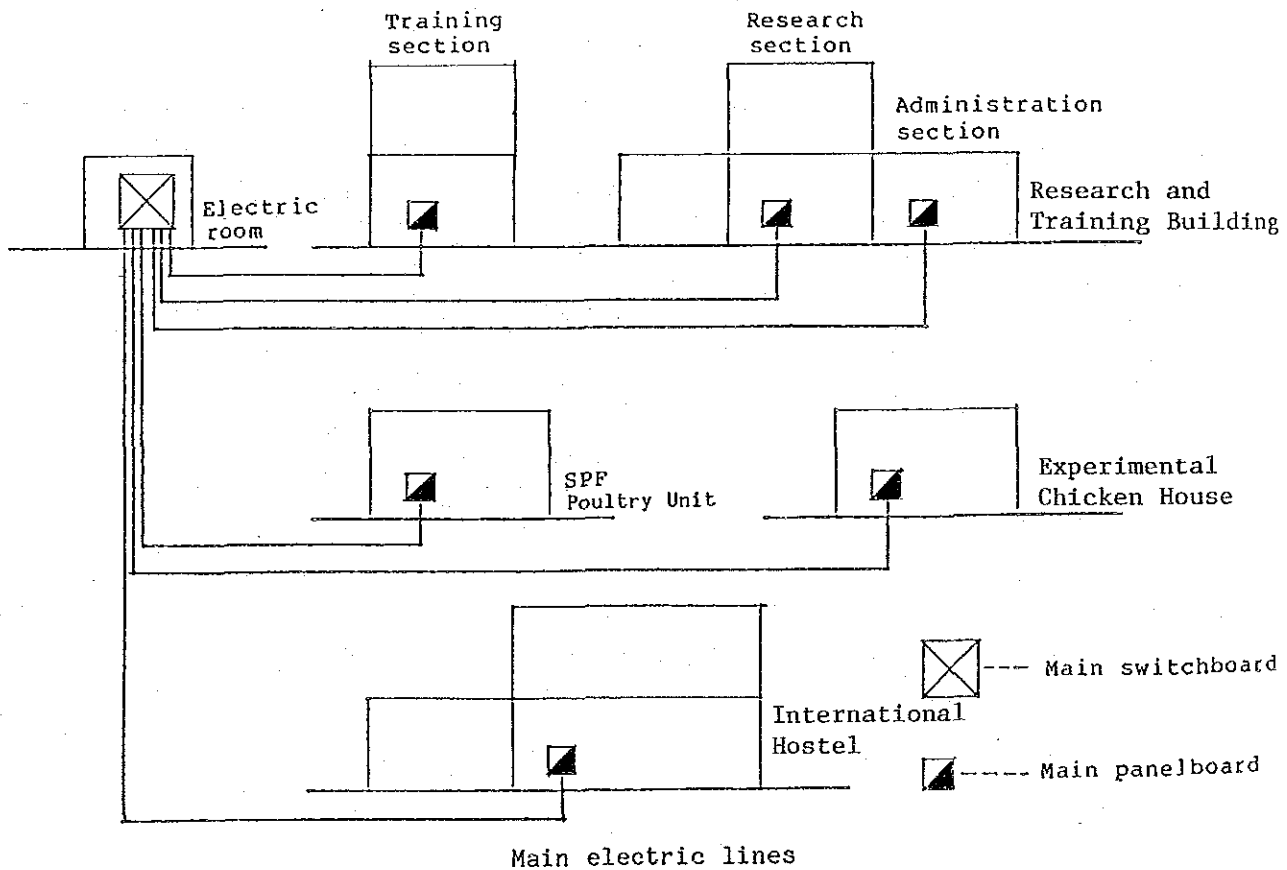 Training
section
Research
section
Administration
section
Electric
room
Research and
Training Building
SPF
Poultry Unit
Experimental
Chicken House
Main switchboard
International
Hostel
Main panelboard
Main electric lines